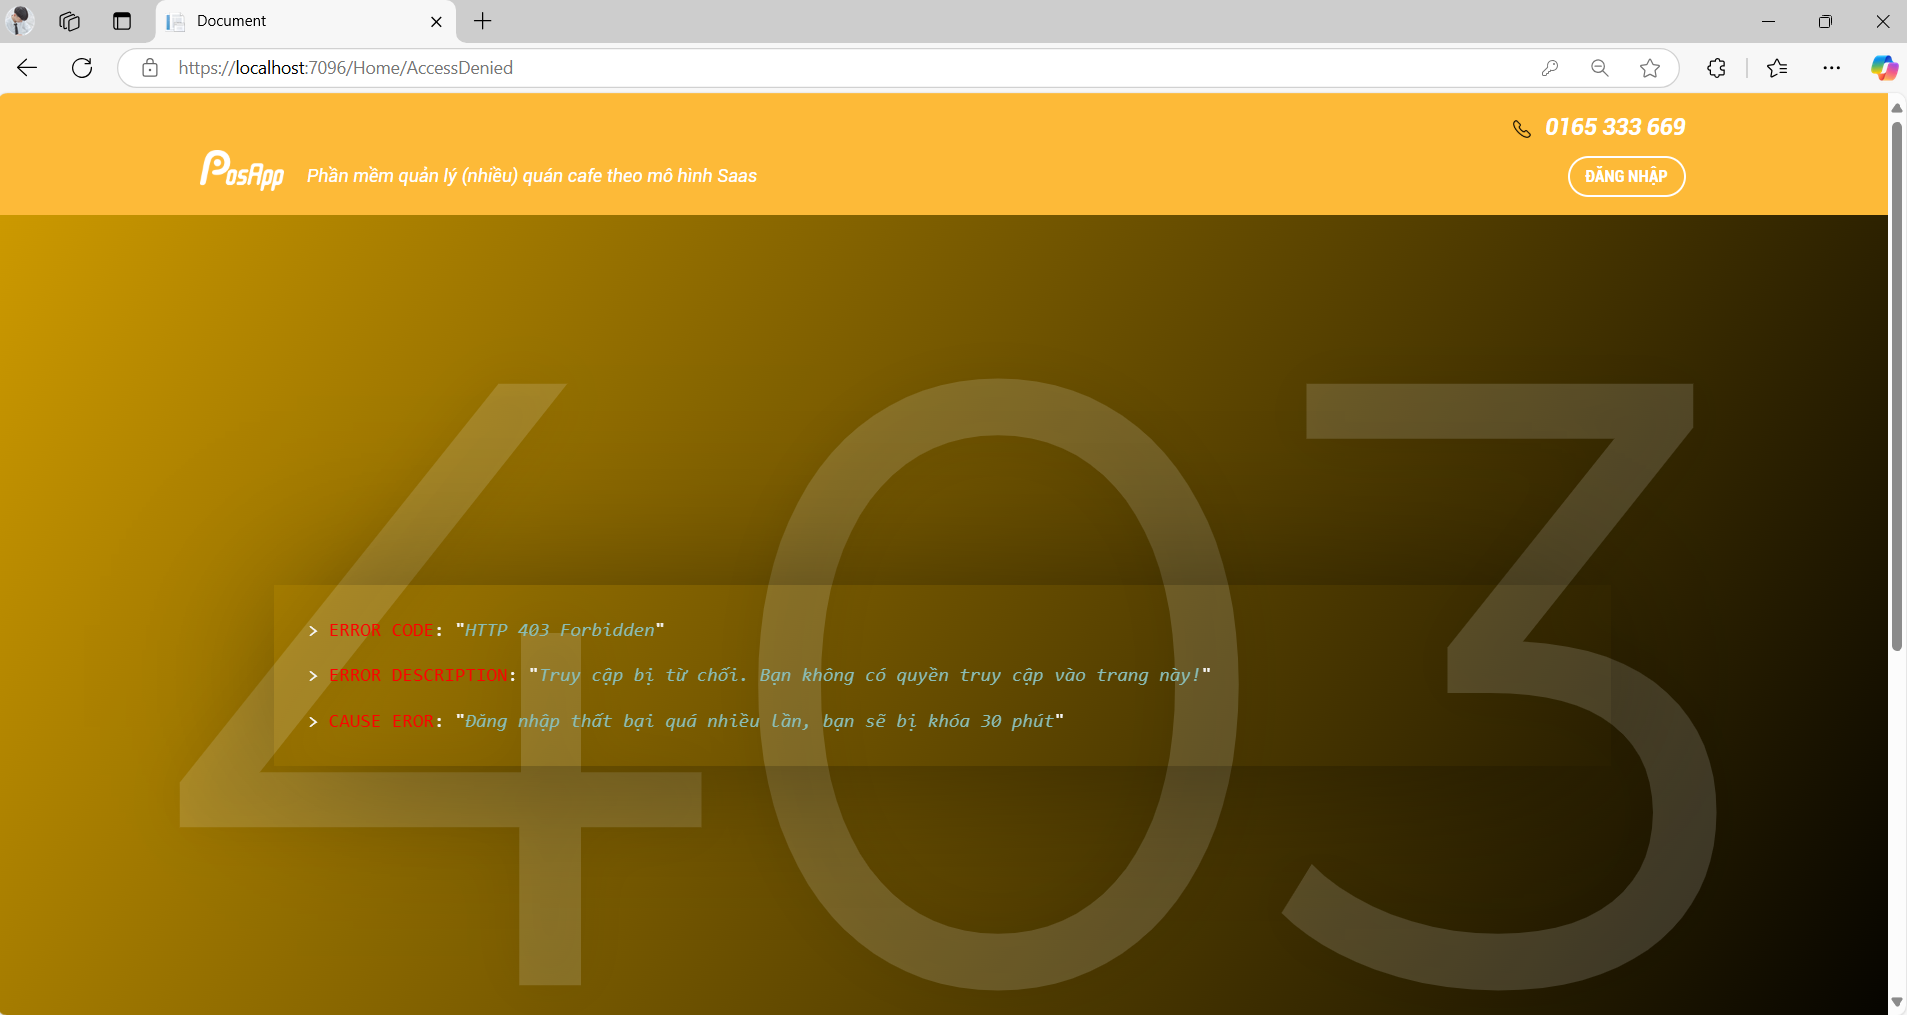 Document
https://localhost:7096/Home/AccessDenied
0165 333 669
PosApp Phần mềm quản lý (nhiều) quán cafe theo mô hình Saas
ĐĂNG NHẬP
403
> ERROR CODE: "HTTP 403 Forbidden"
> ERROR DESCRIPTION: "Truy cập bị từ chối. Bạn không có quyền truy cập vào trang này!"
> CAUSE EROR: "Đăng nhập thất bại quá nhiều lần, bạn sẽ bị khóa 30 phút"